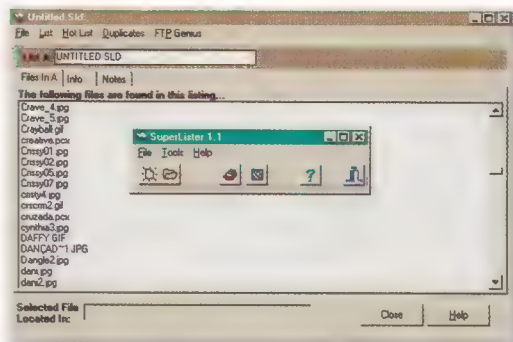 Untitled Sld
File List Hot List Duplicates FTP Genius
UNTITLED SLD
Files In A Info Notes
The following files are found in this listing...
Crave_4.jpg
Crave_5.jpg
Crayball.gif
creative.pcx
Crissy01.jpg
Crissy02.jpg
Crissy05.jpg
Crissy07.jpg
cristy4.jpg
crscrm2.gif
cruzada.pcx
cynthia3.jpg
DAFFY.GIF
DANCAD~1.JPG
Dangle2.jpg
dani.jpg
dani2.jpg
SuperLister 1.1
File Tools Help
?
Selected File
Located In:
Close Help